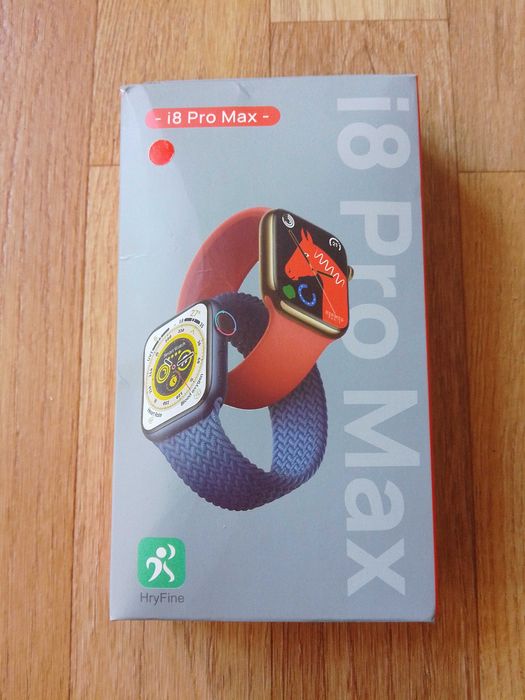 - i8 Pro Max -
i8 Pro Max
HryFine